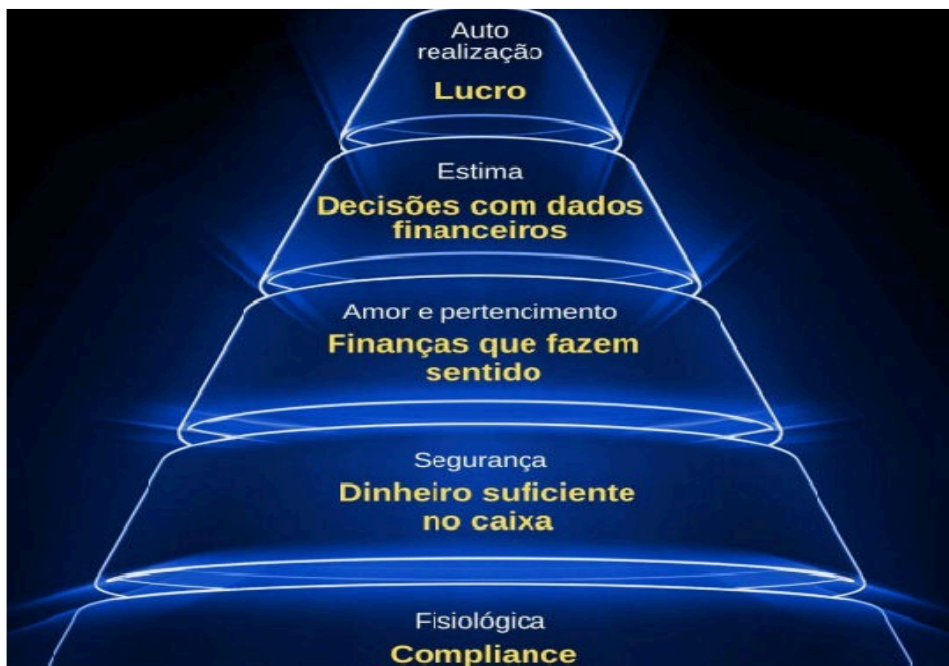 Auto
realização
Lucro
Estima
Decisões com dados
financeiros
Amor e pertencimento
Finanças que fazem
sentido
Segurança
Dinheiro suficiente
no caixa
Fisiológica
Compliance